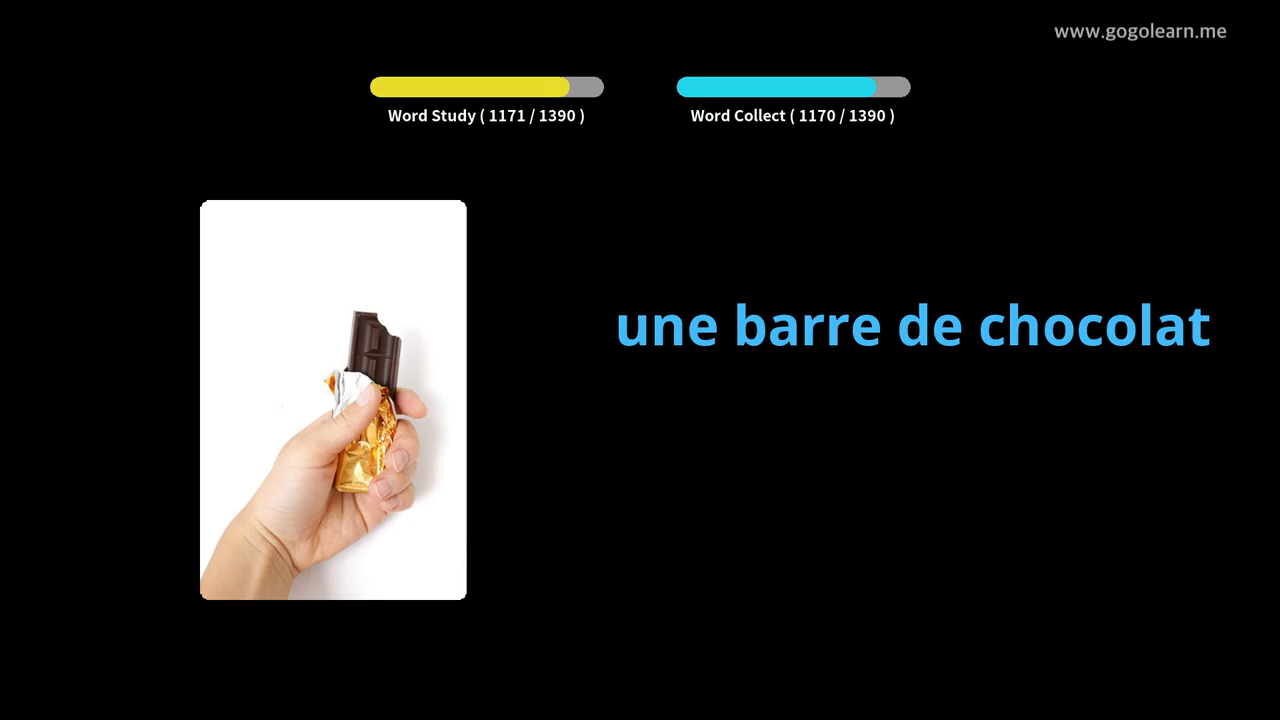 www.gogolearn.me
Word Study ( 1171 / 1390 )
Word Collect ( 1170 / 1390 )
une barre de chocolat